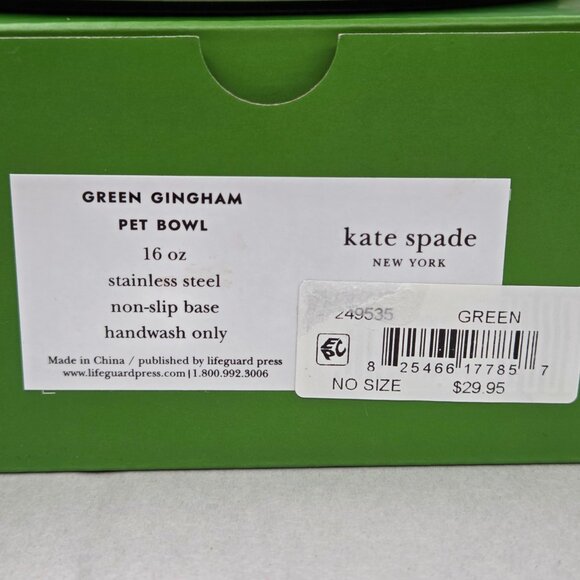 GREEN GINGHAM
PET BOWL
16 oz
stainless steel
non-slip base
handwash only
Made in China / published by lifeguard press
www.lifeguardpress.com | 1.800.992.3006
kate spade
NEW YORK
249535 GREEN
8 25466 17785 7
NO SIZE $29.95